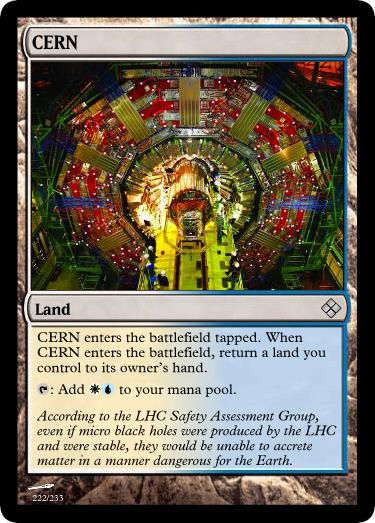 CERN
Land
CERN enters the battlefield tapped. When
CERN enters the battlefield, return a land you
control to its owner's hand.
: Add to your mana pool.
According to the LHC Safety Assessment Group,
even if micro black holes were produced by the LHC
and were stable, they would be unable to accrete
matter in a manner dangerous for the Earth.
222/233